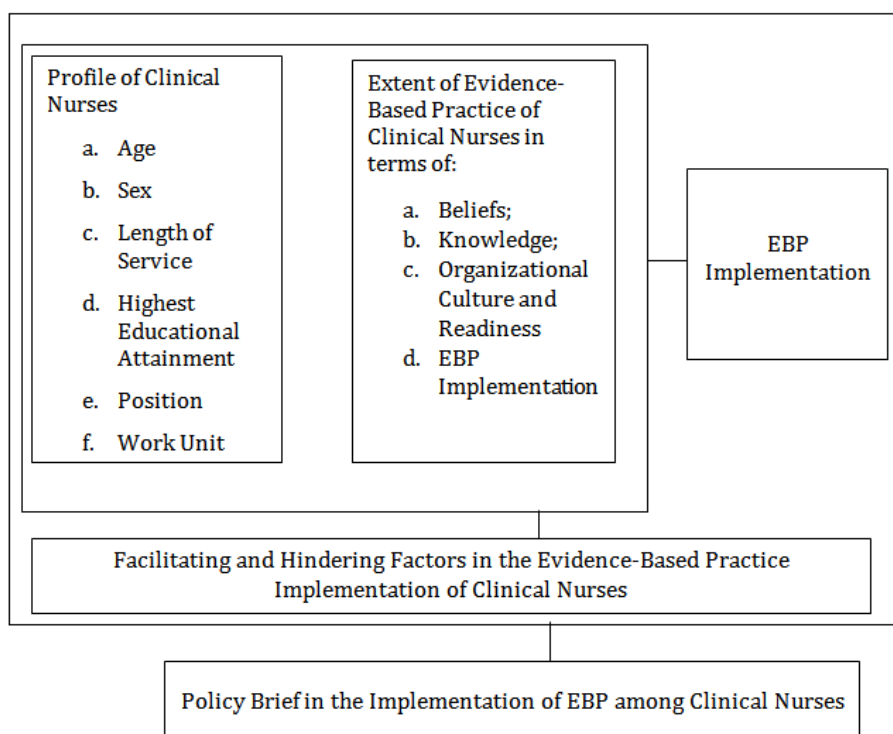 Profile of Clinical
Nurses
a. Age
b. Sex
c. Length of
Service
d. Highest
Educational
Attainment
e. Position
f. Work Unit
Extent of Evidence-
Based Practice of
Clinical Nurses in
terms of:
a. Beliefs;
b. Knowledge;
c. Organizational
Culture and
Readiness
d. EBP
Implementation
EBP
Implementation
Facilitating and Hindering Factors in the Evidence-Based Practice
Implementation of Clinical Nurses
Policy Brief in the Implementation of EBP among Clinical Nurses